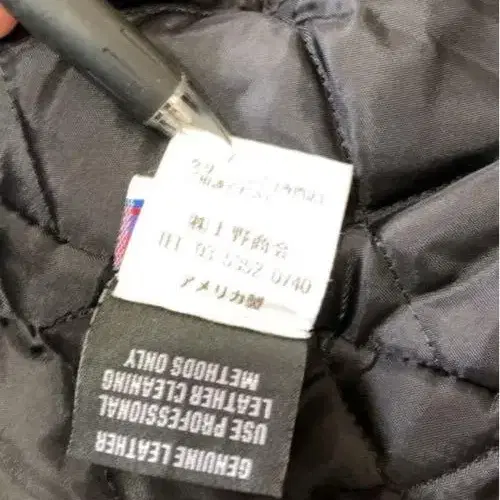 ㈱上野商会
TEL 03 5352 0740
アメリカ製
GENUINE LEATHER
USE PROFESSIONAL
LEATHER CLEANING
METHODS ONLY